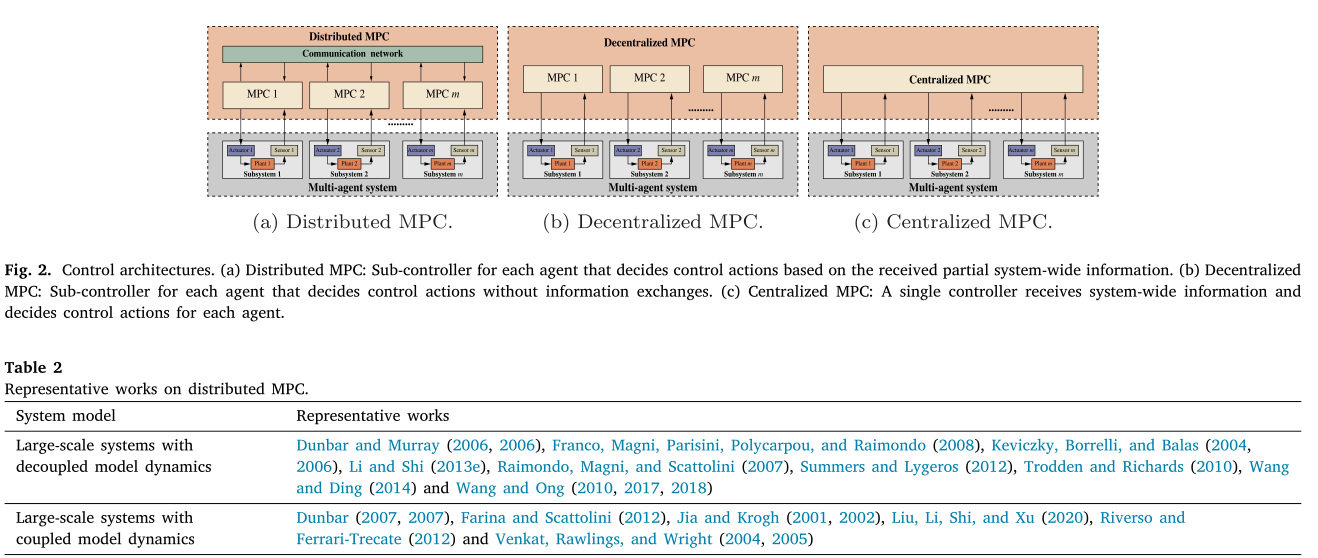 Distributed MPC
Communication network
MPC 1
MPC 2
MPC m
.........
Actuator 1
Sensor 1
Plant 1
Subsystem 1
Actuator 2
Sensor 2
Plant 2
Subsystem 2
Actuator m
Sensor m
Plant m
Subsystem m
Multi-agent system
(a) Distributed MPC.
Decentralized MPC
MPC 1
MPC 2
MPC m
.........
Actuator 1
Sensor 1
Plant 1
Subsystem 1
Actuator 2
Sensor 2
Plant 2
Subsystem 2
Actuator m
Sensor m
Plant m
Subsystem m
Multi-agent system
(b) Decentralized MPC.
Centralized MPC
.........
Actuator 1
Sensor 1
Plant 1
Subsystem 1
Actuator 2
Sensor 2
Plant 2
Subsystem 2
Actuator m
Sensor m
Plant m
Subsystem m
Multi-agent system
(c) Centralized MPC.
Fig. 2. Control architectures. (a) Distributed MPC: Sub-controller for each agent that decides control actions based on the received partial system-wide information. (b) Decentralized
MPC: Sub-controller for each agent that decides control actions without information exchanges. (c) Centralized MPC: A single controller receives system-wide information and
decides control actions for each agent.
Table 2
Representative works on distributed MPC.
System model
Representative works
Large-scale systems with
decoupled model dynamics
Dunbar and Murray (2006, 2006), Franco, Magni, Parisini, Polycarpou, and Raimondo (2008), Keviczky, Borrelli, and Balas (2004,
2006), Li and Shi (2013e), Raimondo, Magni, and Scattolini (2007), Summers and Lygeros (2012), Trodden and Richards (2010), Wang
and Ding (2014) and Wang and Ong (2010, 2017, 2018)
Large-scale systems with
coupled model dynamics
Dunbar (2007, 2007), Farina and Scattolini (2012), Jia and Krogh (2001, 2002), Liu, Li, Shi, and Xu (2020), Riverso and
Ferrari-Trecate (2012) and Venkat, Rawlings, and Wright (2004, 2005)